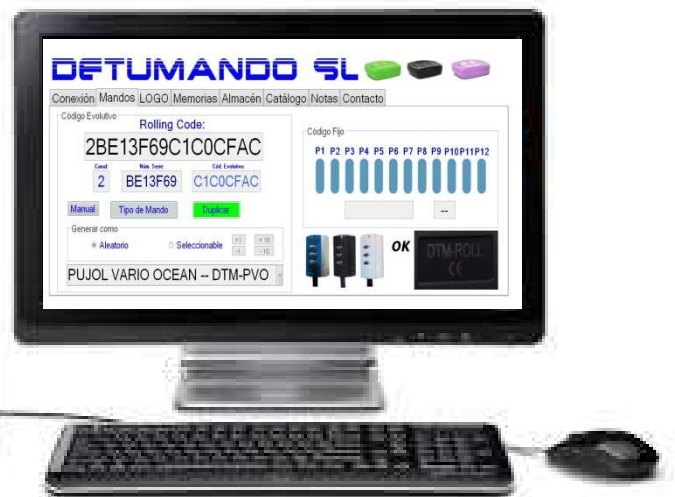 DETUMANDO SL
Conexión Mandos LOGO Memorias Almacén Catálogo Notas Contacto
Código Evolutivo
Rolling Code:
2BE13F69C1C0CFAC
Canal Núm. Serie Cód. Evolutivo
2 BE13F69 C1C0CFAC
Manual Tipo de Mando Duplicar
Generar como
Aleatorio Seleccionable +1 +10
-1 -10
PUJOL VARIO OCEAN -- DTM-PVO
Código Fijo
P1 P2 P3 P4 P5 P6 P7 P8 P9 P10 P11 P12
--
OK
DTM-ROLL
CE